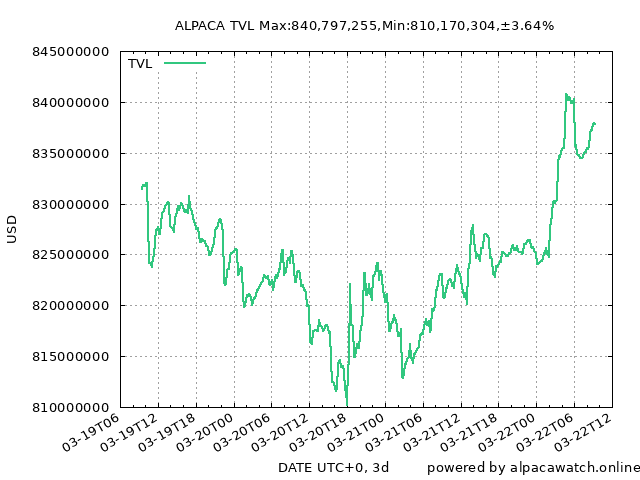 ALPACA TVL Max:840,797,255,Min:810,170,304,±3.64%
TVL
845000000
840000000
835000000
830000000
825000000
820000000
815000000
810000000
USD
03-19T06
03-19T12
03-19T18
03-20T00
03-20T06
03-20T12
03-20T18
03-21T00
03-21T06
03-21T12
03-21T18
03-22T00
03-22T06
03-22T12
DATE UTC+0, 3d
powered by alpacawatch.online